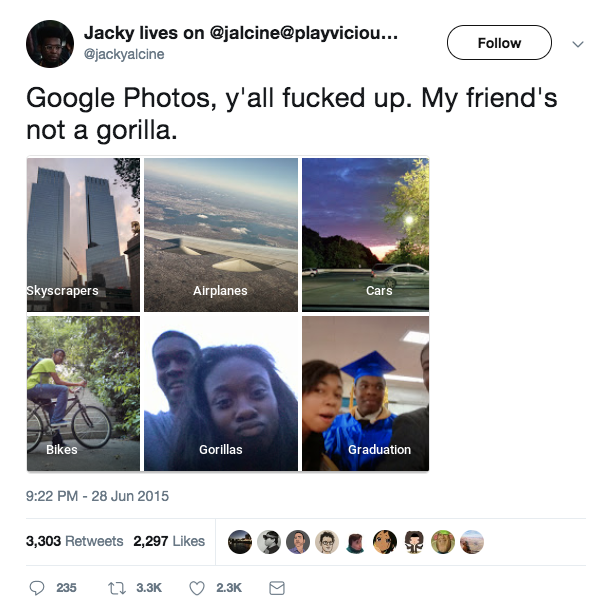 Jacky lives on @jalcine@playviciou...
@jackyalcine
Follow
Google Photos, y'all fucked up. My friend's
not a gorilla.
Skyscrapers
Airplanes
Cars
Bikes
Gorillas
Graduation
9:22 PM - 28 Jun 2015
3,303 Retweets 2,297 Likes
235 3.3K 2.3K